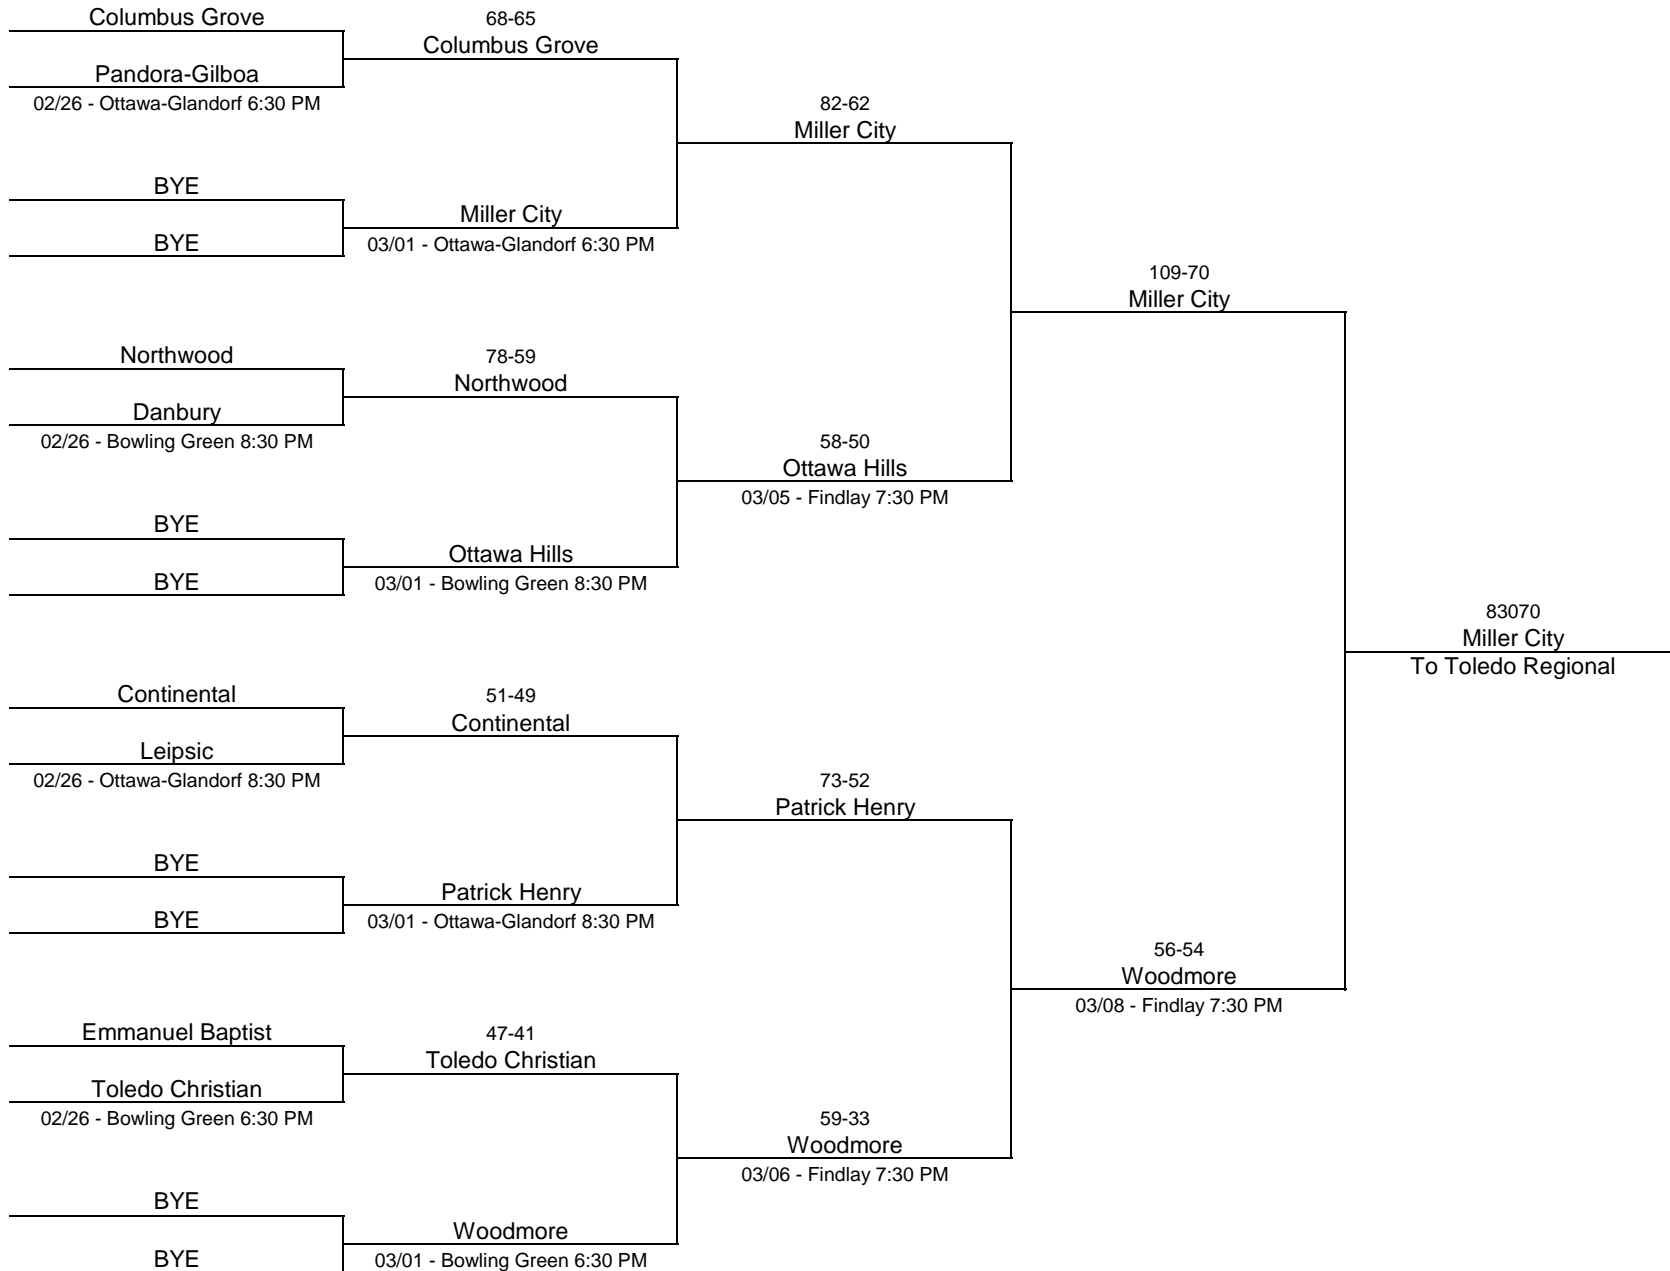 Columbus Grove
Pandora-Gilboa
02/26 - Ottawa-Glandorf 6:30 PM
BYE
BYE
Northwood
Danbury
02/26 - Bowling Green 8:30 PM
BYE
BYE
Continental
Leipsic
02/26 - Ottawa-Glandorf 8:30 PM
BYE
BYE
Emmanuel Baptist
Toledo Christian
02/26 - Bowling Green 6:30 PM
BYE
BYE
68-65
Columbus Grove
Miller City
03/01 - Ottawa-Glandorf 6:30 PM
78-59
Northwood
Ottawa Hills
03/01 - Bowling Green 8:30 PM
51-49
Continental
Patrick Henry
03/01 - Ottawa-Glandorf 8:30 PM
47-41
Toledo Christian
Woodmore
03/01 - Bowling Green 6:30 PM
82-62
Miller City
58-50
Ottawa Hills
03/05 - Findlay 7:30 PM
73-52
Patrick Henry
59-33
Woodmore
03/06 - Findlay 7:30 PM
109-70
Miller City
56-54
Woodmore
03/08 - Findlay 7:30 PM
83070
Miller City
To Toledo Regional